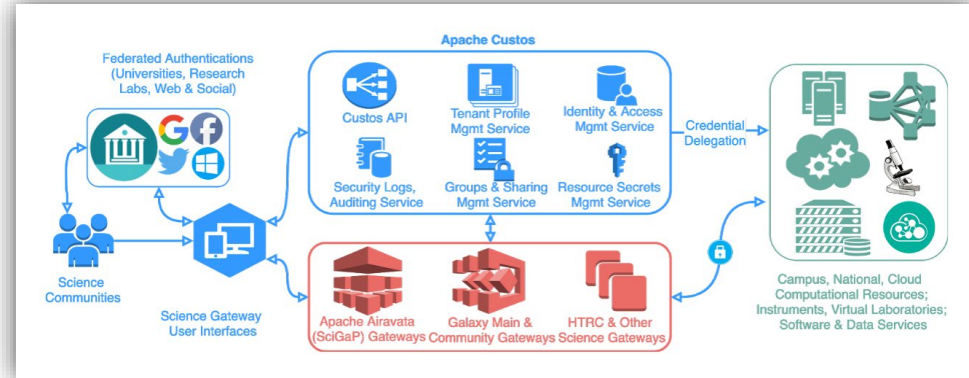 Apache Custos
Federated Authentications
(Universities, Research
Labs, Web & Social)
Custos API
Tenant Profile
Mgmt Service
Identity & Access
Mgmt Service
Security Logs,
Auditing Service
Groups & Sharing
Mgmt Service
Resource Secrets
Mgmt Service
Credential
Delegation
Science
Communities
Science Gateway
User Interfaces
Apache Airavata
(SciGaP) Gateways
Galaxy Main &
Community Gateways
HTRC & Other
Science Gateways
Campus, National, Cloud
Computational Resources;
Instruments, Virtual Laboratories;
Software & Data Services